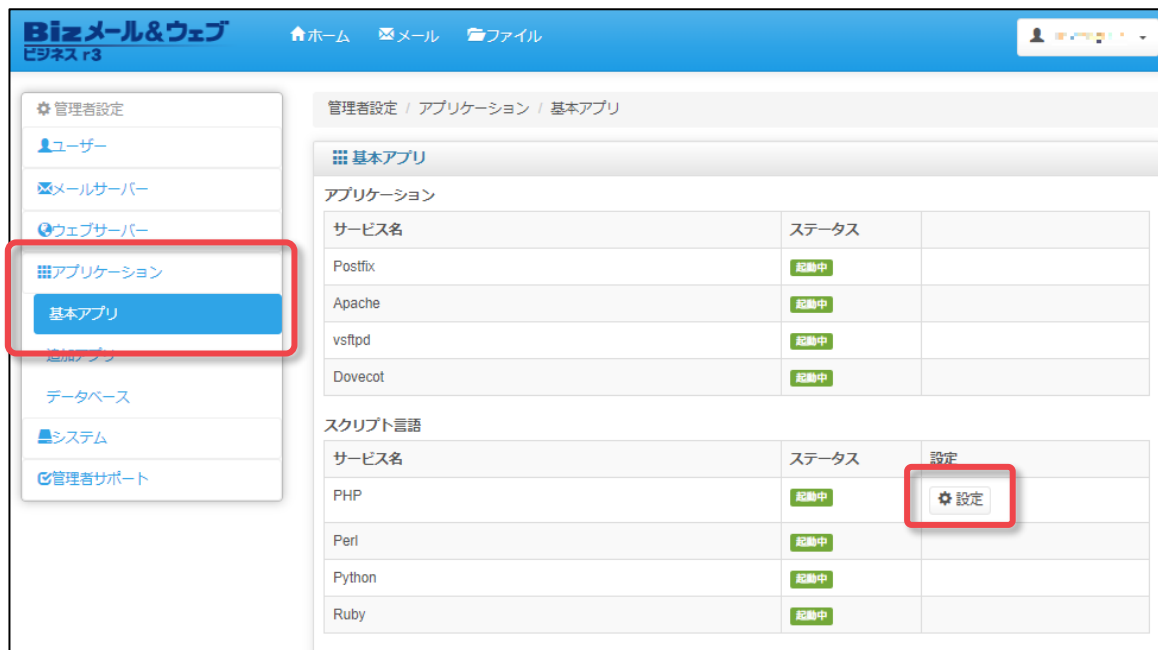 Bizメール&ウェブ
ビジネス r3
ホーム メール ファイル
管理者設定
ユーザー
メールサーバー
ウェブサーバー
アプリケーション
基本アプリ
追加アプリ
データベース
システム
管理者サポート
管理者設定 / アプリケーション / 基本アプリ
基本アプリ
アプリケーション
サービス名 ステータス
Postfix 起動中
Apache 起動中
vsftpd 起動中
Dovecot 起動中
スクリプト言語
サービス名 ステータス 設定
PHP 起動中 設定
Perl 起動中
Python 起動中
Ruby 起動中